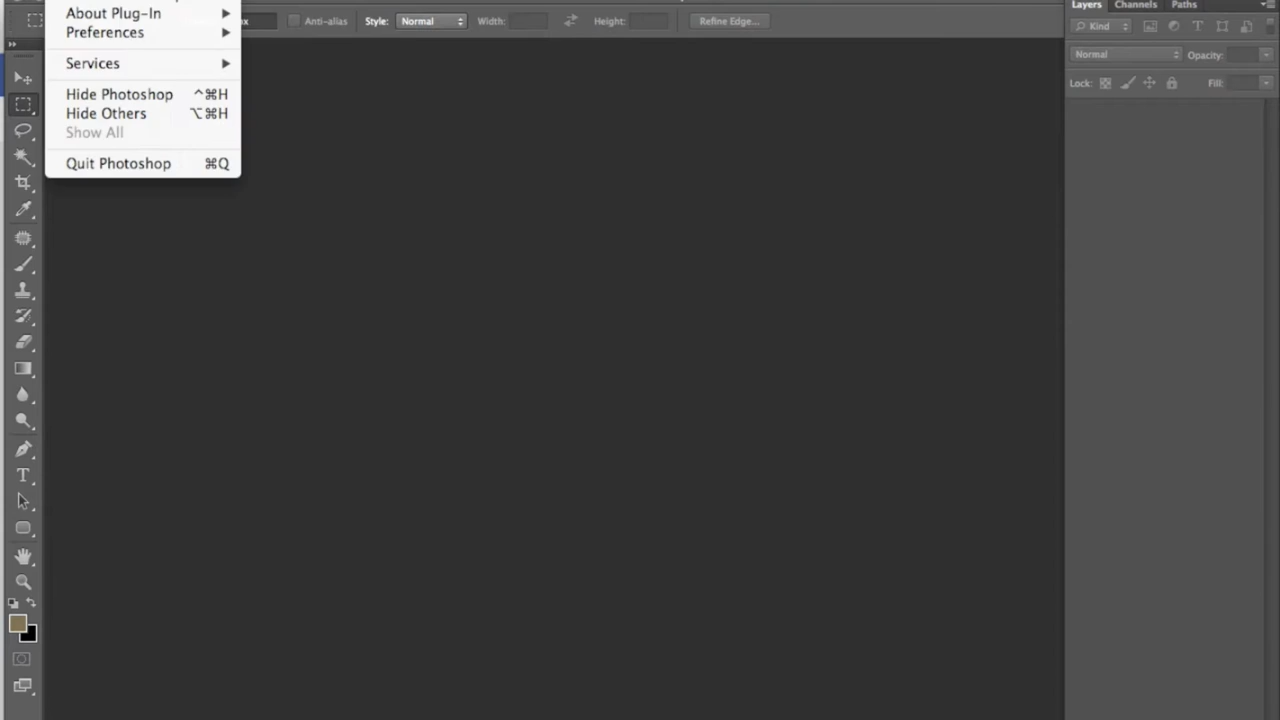 About Plug-In
Preferences
Services
Hide Photoshop ^⌘H
Hide Others ⌥⌘H
Show All
Quit Photoshop ⌘Q
Anti-alias Style: Normal Width: Height: Refine Edge...
Layers Channels Paths
Kind
Normal Opacity:
Lock: Fill: